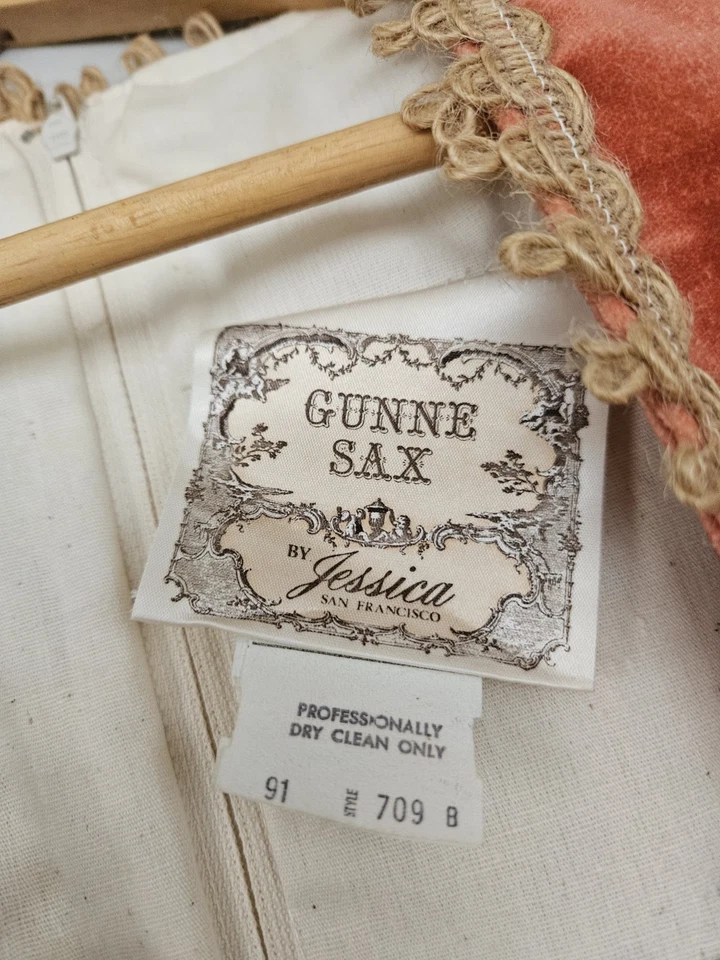 GUNNE
SAX
BY Jessica
SAN FRANCISCO
PROFESSIONALLY
DRY CLEAN ONLY
91 STYLE 709 B